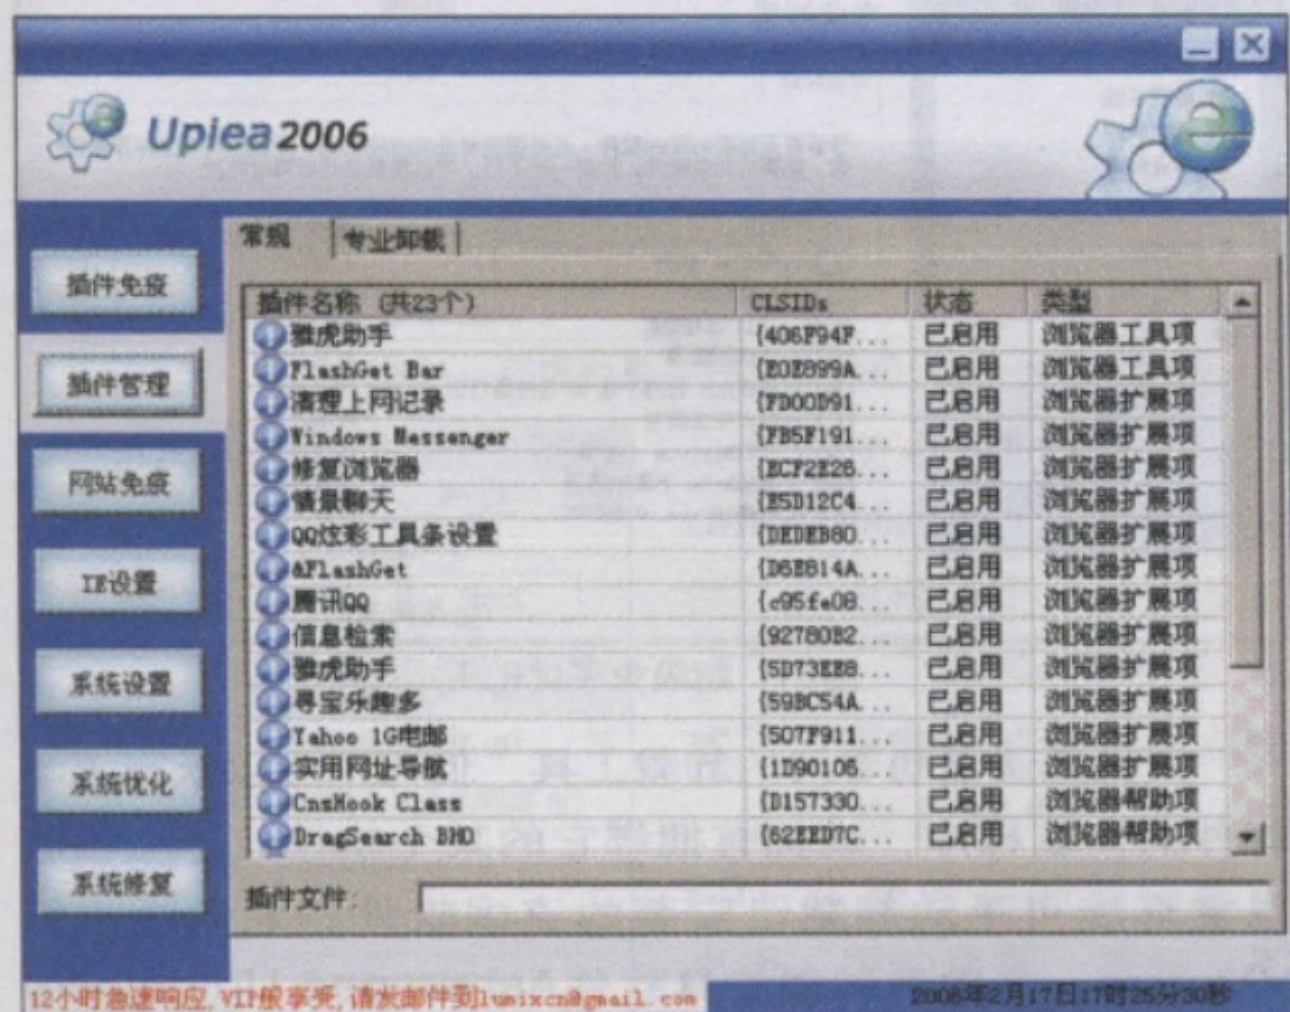 Upiea2006
常规 专业卸载
插件免疫
插件管理
网站免疫
IE设置
系统设置
系统优化
系统修复
插件名称 (共23个) CLSIDs 状态 类型
雅虎助手 {406F94F... 已启用 浏览器工具项
FlashGet Bar {E0E899A... 已启用 浏览器工具项
清理上网记录 {FD00D91... 已启用 浏览器扩展项
Windows Messenger {FB5F191... 已启用 浏览器扩展项
修复浏览器 {ECF2E26... 已启用 浏览器扩展项
情景聊天 {E5D12C4... 已启用 浏览器扩展项
QQ炫彩工具条设置 {DEDEB80... 已启用 浏览器扩展项
&FlashGet {D6E814A... 已启用 浏览器扩展项
腾讯QQ {c95fe08... 已启用 浏览器扩展项
信息检索 {92780B2... 已启用 浏览器扩展项
雅虎助手 {5D73EE8... 已启用 浏览器扩展项
寻宝乐趣多 {59BC54A... 已启用 浏览器扩展项
Yahoo 1G电邮 {507F911... 已启用 浏览器扩展项
实用网址导航 {1D90106... 已启用 浏览器扩展项
CnsHook Class {D157330... 已启用 浏览器帮助项
DragSearch BHO {62EED7C... 已启用 浏览器帮助项
插件文件:
12小时急速响应,VIP般享受,请发邮件到lumixcn@gmail.com
2006年2月17日17时25分30秒